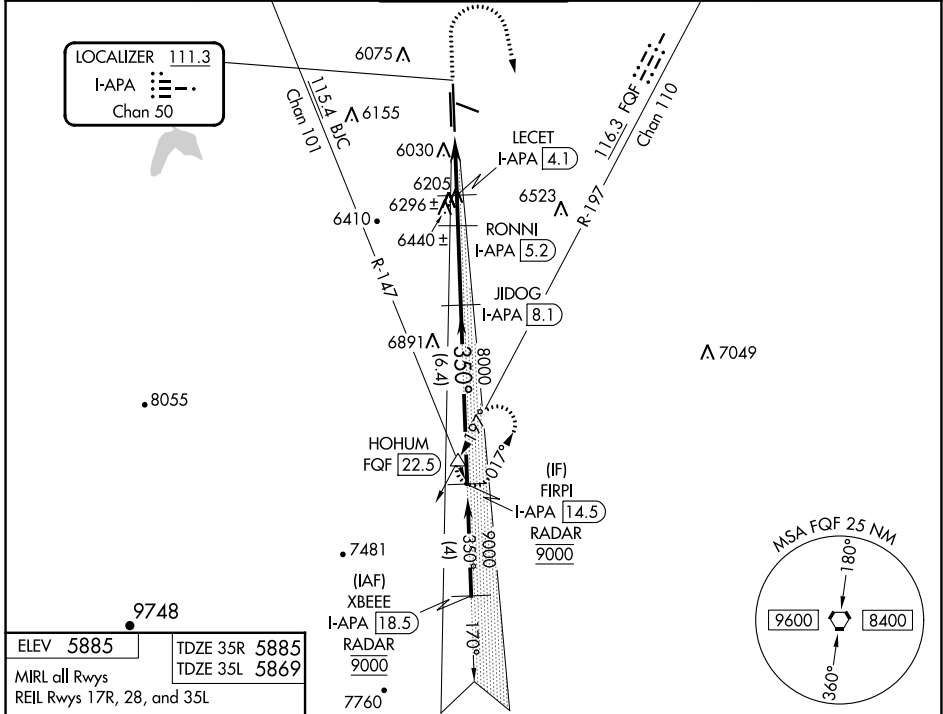 LOCALIZER 111.3
I-APA
Chan 50
6075
115.4 BJC
Chan 101
6155
116.3 FQF
Chan 110
LECET
I-APA 4.1
6030
6205
6296 ±
6523
6410
6440 ±
R-197
RONNI
I-APA 5.2
R-147
JIDOG
I-APA 8.1
6891
7049
350°
(6.4)
8000
8055
197°
017°
HOHUM
FQF 22.5
(IF)
FIRPI
I-APA 14.5
RADAR
9000
350°
(4)
9000
7481
(IAF)
XBEEE
I-APA 18.5
RADAR
9000
170°
MSA FQF 25 NM
180°
9600
8400
360°
9748
7760
ELEV 5885
TDZE 35R 5885
TDZE 35L 5869
MIRL all Rwys
REIL Rwys 17R, 28, and 35L